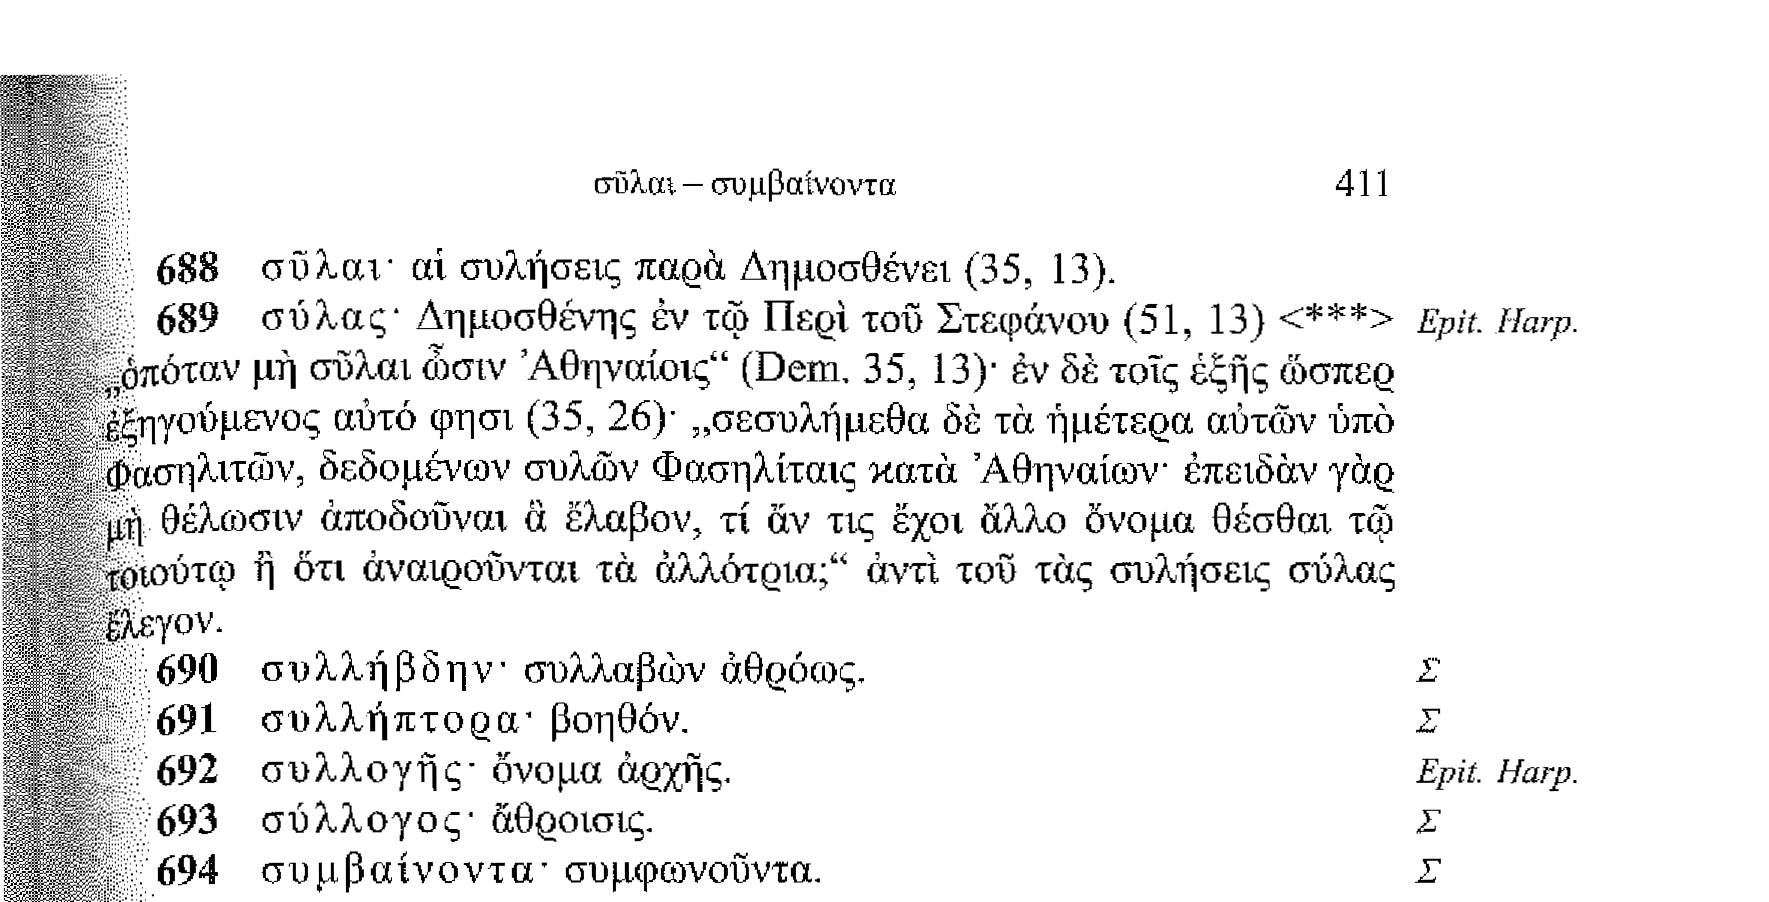 σῦλαι – συμβαίνοντα 411
688 σῦλαι· αἱ συλήσεις παρὰ Δημοσθένει (35, 13).
689 σύλας· Δημοσθένης ἐν τῷ Περὶ τοῦ Στεφάνου (51, 13) <***> Epit. Harp.
„ὁπόταν μὴ σῦλαι ὦσιν Ἀθηναίοις“ (Dem. 35, 13)· ἐν δὲ τοῖς ἑξῆς ὥσπερ
ἐξηγούμενος αὐτό φησι (35, 26)· „σεσυλήμεθα δὲ τὰ ἡμέτερα αὐτῶν ὑπὸ
Φασηλιτῶν, δεδομένων συλῶν Φασηλίταις κατὰ Ἀθηναίων· ἐπειδὰν γὰρ
μὴ θέλωσιν ἀποδοῦναι ἃ ἔλαβον, τί ἄν τις ἔχοι ἄλλο ὄνομα θέσθαι τῷ
τοιούτῳ ἢ ὅτι ἀναιροῦνται τὰ ἀλλότρια;“ ἀντὶ τοῦ τὰς συλήσεις σύλας
ἔλεγον.
690 συλλήβδην· συλλαβὼν ἀθρόως. Σ
691 συλλήπτορα· βοηθόν. Σ
692 συλλογῆς· ὄνομα ἀρχῆς. Epit. Harp.
693 σύλλογος· ἄθροισις. Σ
694 συμβαίνοντα· συμφωνοῦντα. Σ